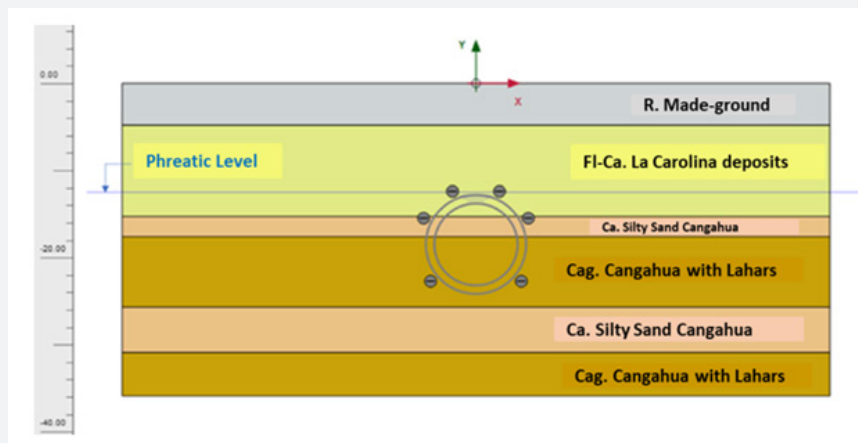 0.00
Y
X
R. Made-ground
Phreatic Level
Fl-Ca. La Carolina deposits
Ca. Silty Sand Cangahua
-20.00
Cag. Cangahua with Lahars
Ca. Silty Sand Cangahua
Cag. Cangahua with Lahars
-40.00